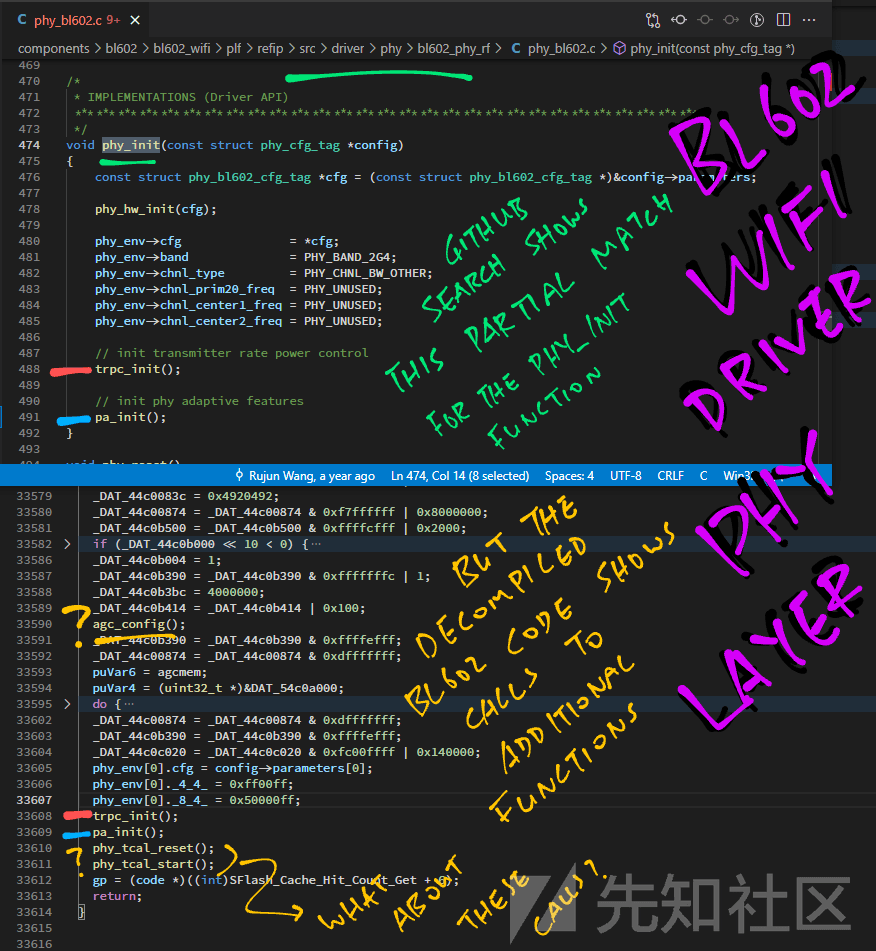 phy_bl602.c 9+ ×
components > bl602 > bl602_wifi > plf > refip > src > driver > phy > bl602_phy_rf > C phy_bl602.c > phy_init(const phy_cfg_tag *)
469
470 /*
471 * IMPLEMENTATIONS (Driver API)
472
473 */
474 void phy_init(const struct phy_cfg_tag *config)
475 {
476 const struct phy_bl602_cfg_tag *cfg = (const struct phy_bl602_cfg_tag *)&config->parameters;
477
478 phy_hw_init(cfg);
479
480 phy_env->cfg = *cfg;
481 phy_env->band = PHY_BAND_2G4;
482 phy_env->chnl_type = PHY_CHNL_BW_OTHER;
483 phy_env->chnl_prim20_freq = PHY_UNUSED;
484 phy_env->chnl_center1_freq = PHY_UNUSED;
485 phy_env->chnl_center2_freq = PHY_UNUSED;
486
487 // init transmitter rate power control
488 trpc_init();
489
490 // init phy adaptive features
491 pa_init();
492 }
493
GITHUB
SEARCH SHOWS
THIS PARTIAL MATCH
FOR THE PHY_INIT
FUNCTION
BL602
WIFI
DRIVER
PHY
LAYER
Rujun Wang, a year ago Ln 474, Col 14 (8 selected) Spaces: 4 UTF-8 CRLF C
33579 _DAT_44c0083c = 0x4920492;
33580 _DAT_44c00874 = _DAT_44c00874 & 0xf7ffffff | 0x8000000;
33581 _DAT_44c0b500 = _DAT_44c0b500 & 0xffffcfff | 0x2000;
33582 > if (_DAT_44c0b000 << 10 < 0) {…
33586 _DAT_44c0b004 = 1;
33587 _DAT_44c0b390 = _DAT_44c0b390 & 0xfffffffc | 1;
33588 _DAT_44c0b3bc = 4000000;
33589 _DAT_44c0b414 = _DAT_44c0b414 | 0x100;
33590 agc_config();
33591 _DAT_44c0b390 = _DAT_44c0b390 & 0xffffefff;
33592 _DAT_44c00874 = _DAT_44c00874 & 0xdfffffff;
33593 puVar6 = agcmem;
33594 puVar4 = (uint32_t *)&DAT_54c0a000;
33595 > do {…
33602 _DAT_44c00874 = _DAT_44c00874 & 0xdfffffff;
33603 _DAT_44c0b390 = _DAT_44c0b390 & 0xffffefff;
33604 _DAT_44c0c020 = _DAT_44c0c020 & 0xfc00ffff | 0x140000;
33605 phy_env[0].cfg = config->parameters[0];
33606 phy_env[0]._4_4_ = 0xff00ff;
33607 phy_env[0]._8_4_ = 0x50000ff;
33608 trpc_init();
33609 pa_init();
33610 phy_tcal_reset();
33611 phy_tcal_start();
33612 gp = (code *)((int)SFlash_Cache_Hit_Count_Get +
33613 return;
33614 }
33615
33616
?
?
BUT THE
DECOMPILED
BL602 CODE SHOWS
CALLS TO
ADDITIONAL
FUNCTIONS
WHAT ABOUT THESE CALLS?
先知社区